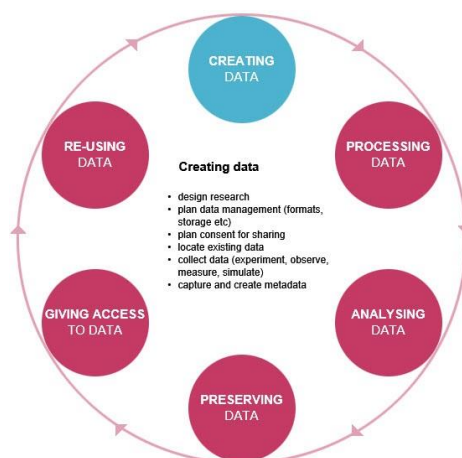 CREATING
DATA
PROCESSING
DATA
ANALYSING
DATA
PRESERVING
DATA
GIVING ACCESS
TO DATA
RE-USING
DATA
Creating data
• design research
• plan data management (formats,
storage etc)
• plan consent for sharing
• locate existing data
• collect data (experiment, observe,
measure, simulate)
• capture and create metadata